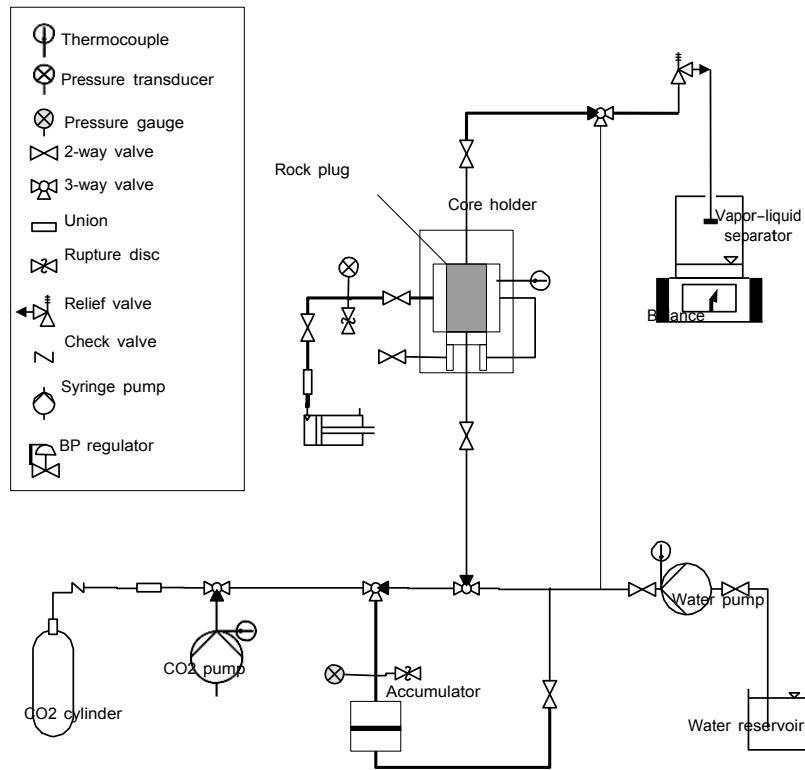 Thermocouple
Pressure transducer
Pressure gauge
2-way valve
3-way valve
Union
Rupture disc
Relief valve
Check valve
Syringe pump
BP regulator
Rock plug
Core holder
Vapor-liquid
separator
Balance
Water pump
CO2 pump
Accumulator
CO2 cylinder
Water reservoir